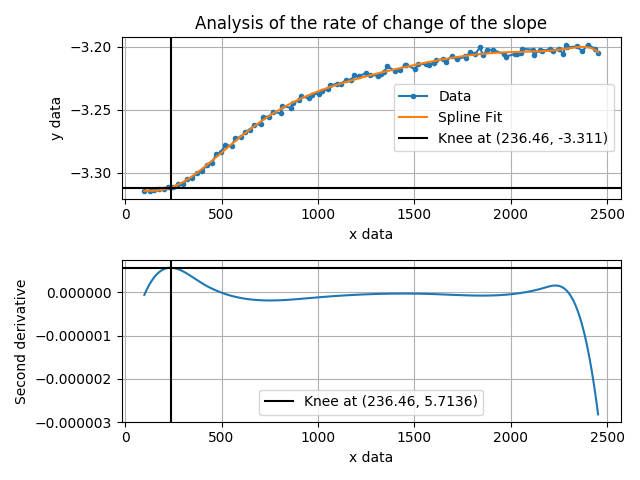 Analysis of the rate of change of the slope
y data
−3.20
−3.25
−3.30
Data
Spline Fit
Knee at (236.46, -3.311)
0
500
1000
1500
2000
2500
x data
Second derivative
0.000000
−0.000001
−0.000002
−0.000003
Knee at (236.46, 5.7136)
0
500
1000
1500
2000
2500
x data